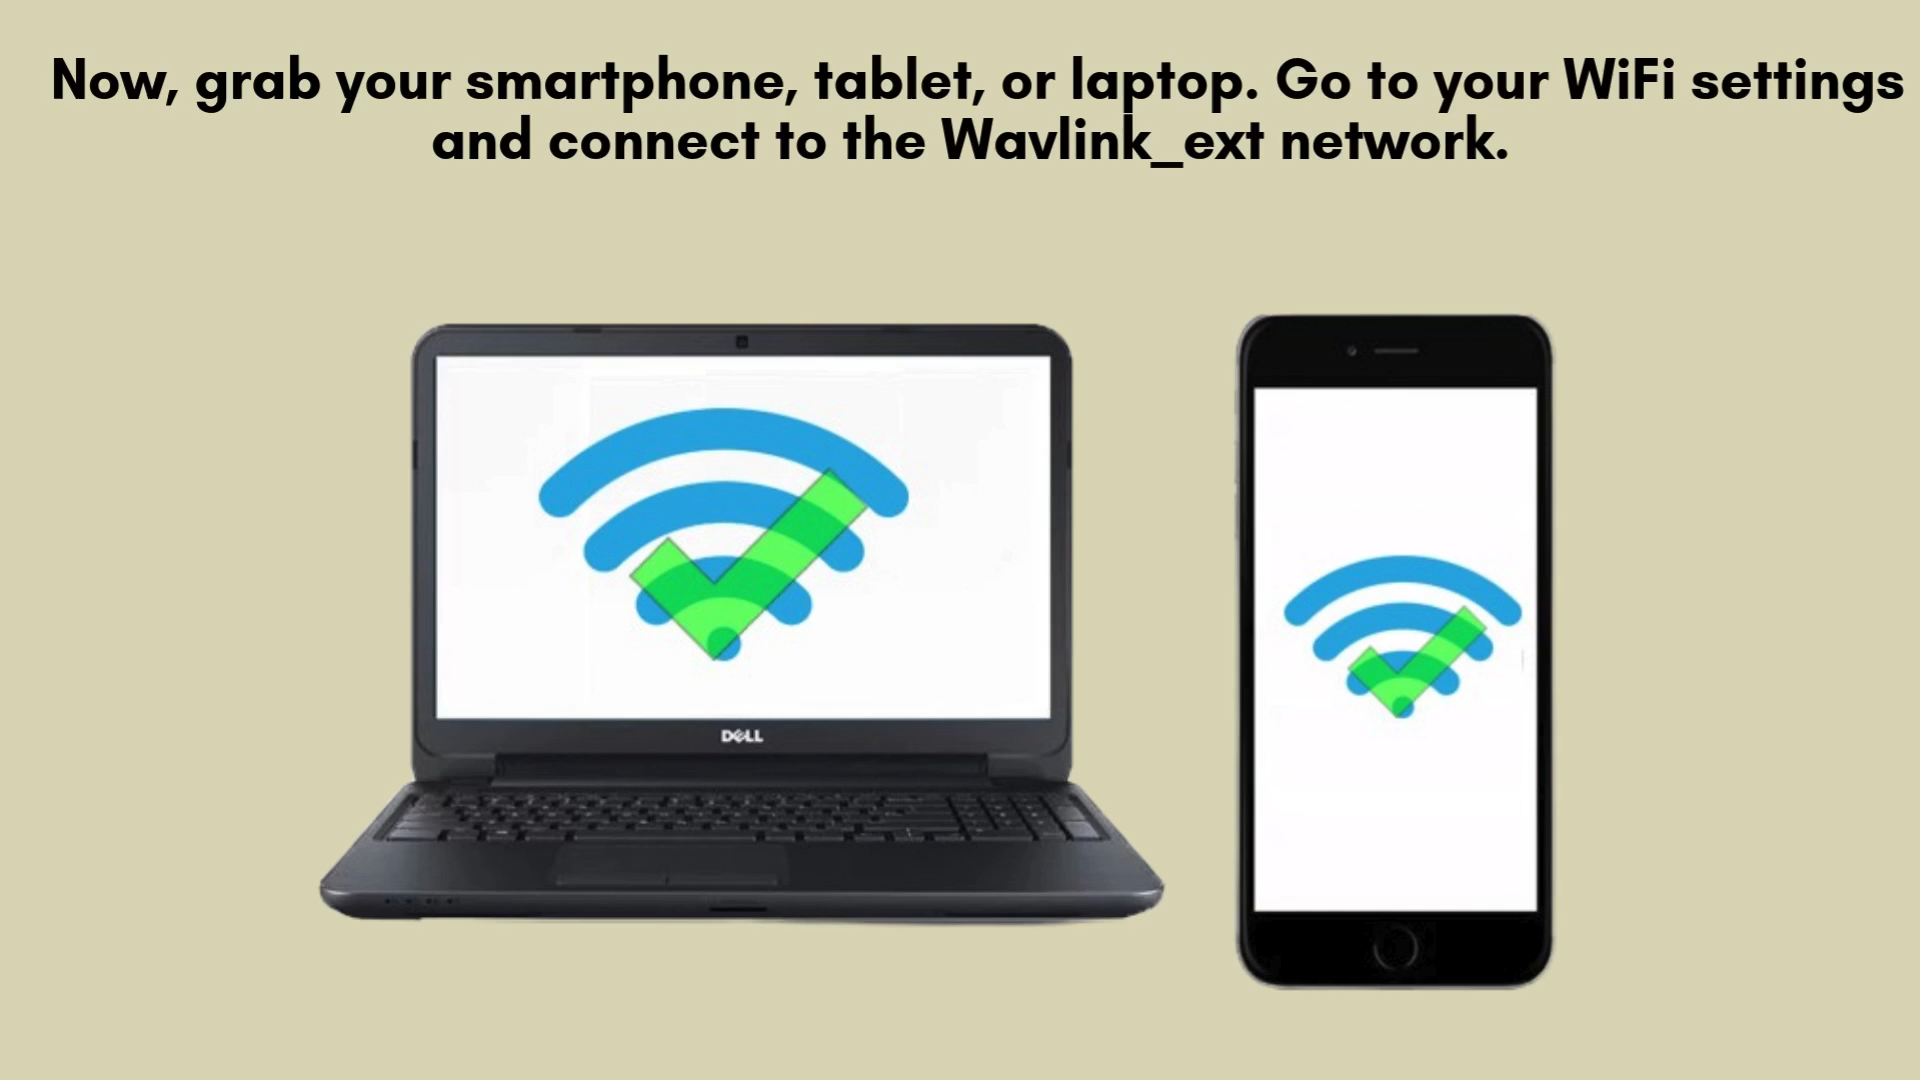 Now, grab your smartphone, tablet, or laptop. Go to your WiFi settings
and connect to the Wavlink_ext network.
DELL